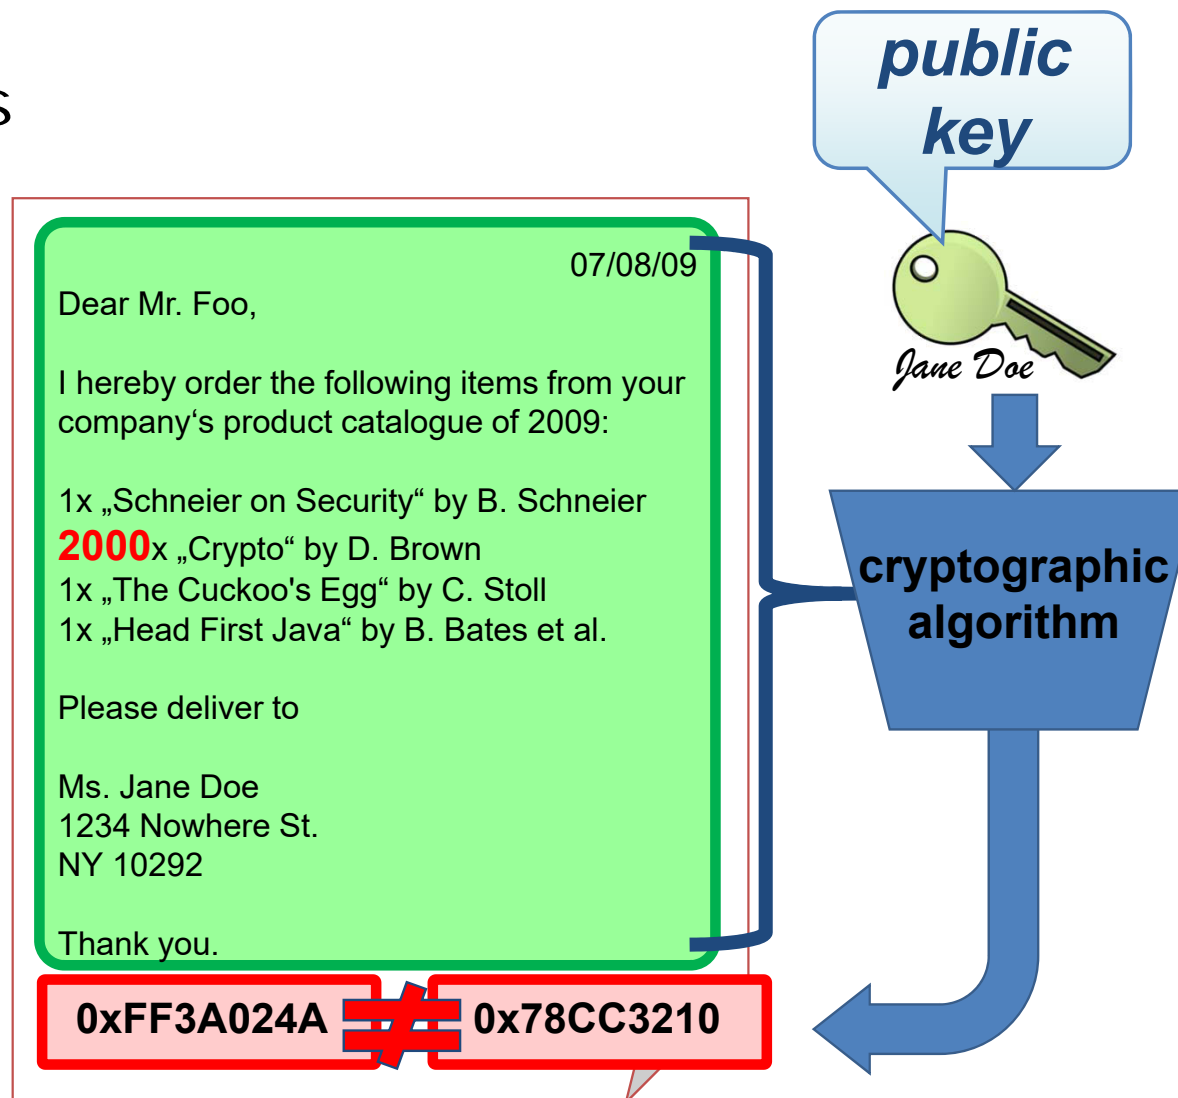 public
key
s
07/08/09
Dear Mr. Foo,
I hereby order the following items from your
company‘s product catalogue of 2009:
1x „Schneier on Security“ by B. Schneier
2000x „Crypto“ by D. Brown
1x „The Cuckoo's Egg“ by C. Stoll
1x „Head First Java“ by B. Bates et al.
Please deliver to
Ms. Jane Doe
1234 Nowhere St.
NY 10292
Thank you.
0xFF3A024A ≠ 0x78CC3210
Jane Doe
cryptographic
algorithm